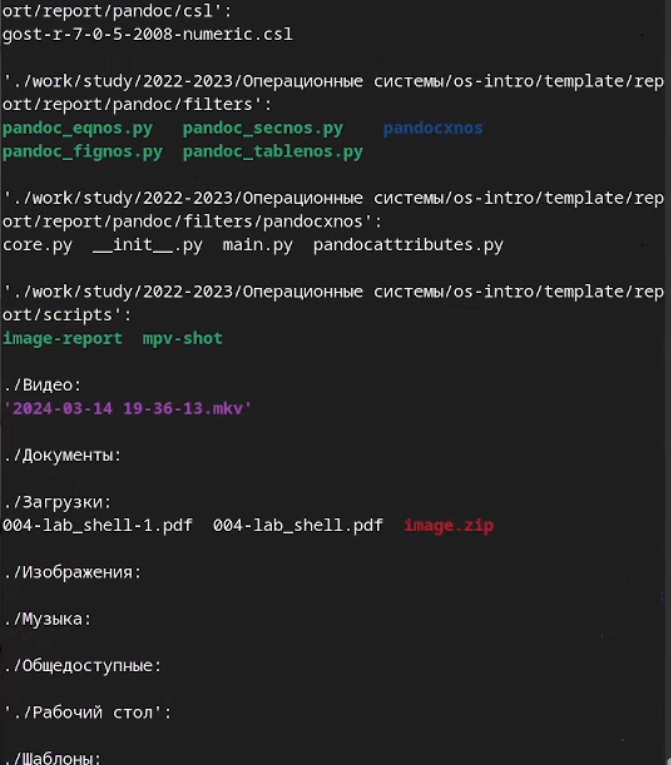 ort/report/pandoc/csl':
gost-r-7-0-5-2008-numeric.csl
'./work/study/2022-2023/Операционные системы/os-intro/template/rep
ort/report/pandoc/filters':
pandoc_eqnos.py pandoc_secnos.py pandocxnos
pandoc_fignos.py pandoc_tablenos.py
'./work/study/2022-2023/Операционные системы/os-intro/template/rep
ort/report/pandoc/filters/pandocxnos':
core.py __init__.py main.py pandocattributes.py
'./work/study/2022-2023/Операционные системы/os-intro/template/rep
ort/scripts':
image-report mpv-shot
./Видео:
'2024-03-14 19-36-13.mkv'
./Документы:
./Загрузки:
004-lab_shell-1.pdf 004-lab_shell.pdf image.zip
./Изображения:
./Музыка:
./Общедоступные:
'./Рабочий стол':
./Шаблоны: